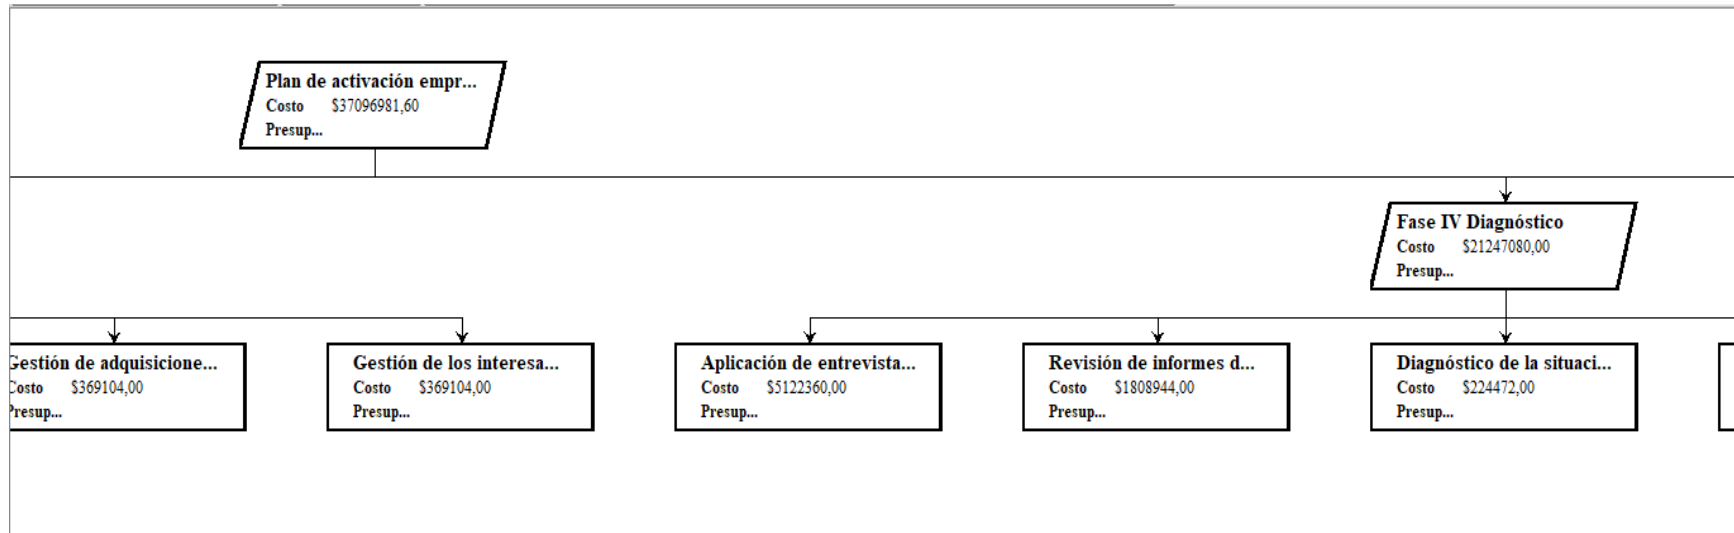 Plan de activación empr...
Costo $37096981,60
Presup...
Fase IV Diagnóstico
Costo $21247080,00
Presup...
Gestión de adquisicione...
Costo $369104,00
Presup...
Gestión de los interesa...
Costo $369104,00
Presup...
Aplicación de entrevista...
Costo $5122360,00
Presup...
Revisión de informes d...
Costo $1808944,00
Presup...
Diagnóstico de la situaci...
Costo $224472,00
Presup...